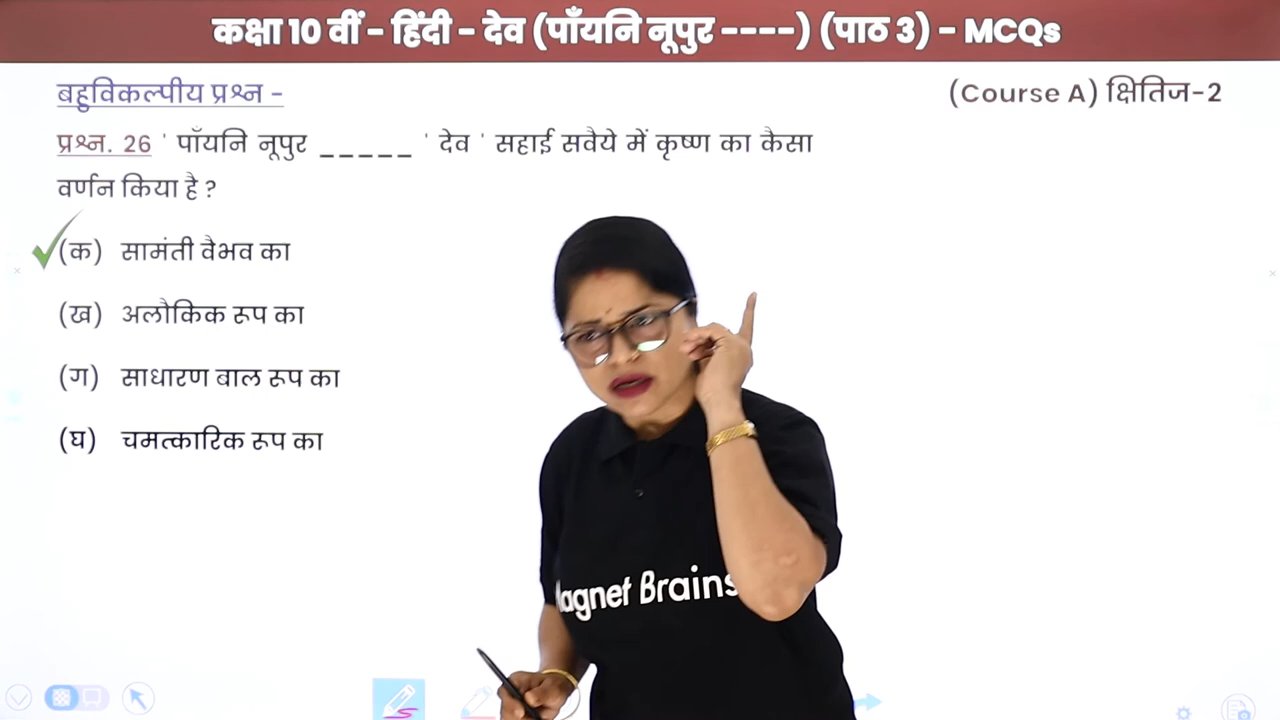 कक्षा 10 वीं - हिंदी - देव (पाँयनि नूपुर ----) (पाठ 3) - MCQs
बहुविकल्पीय प्रश्न -
(Course A) क्षितिज-2
प्रश्न. 26 ' पाँयनि नूपुर _____ ' देव ' सहाई सवैये में कृष्ण का कैसा
वर्णन किया है ?
(क) सामंती वैभव का
(ख) अलौकिक रूप का
(ग) साधारण बाल रूप का
(घ) चमत्कारिक रूप का
agnet Brains